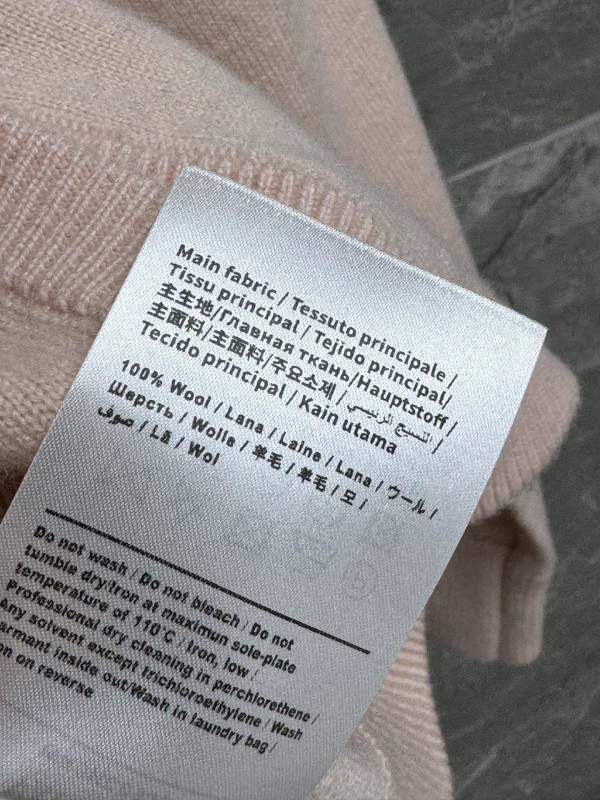 Main fabric / Tessuto principale /
Tissu principal / Tejido principal/
主生地/Главная ткань/Hauptstoff /
主面料/主面料/주요소제 / النسيج الرئيسي /
Tecido principal / Kain utama
100% Wool / Lana / Laine / Lana / ウール /
Шерсть / Wolle / 羊毛 / 羊毛 / 모 /
صوف / Lã / Wol
Do not wash / Do not bleach / Do not
tumble dry/Iron at maximun sole-plate
temperature of 110℃ / Iron, low /
Professional dry cleaning in perchlorethene /
Any solvent except trichloroethylene / Wash
arment inside out/Wash in laundry bag /
on on reverse